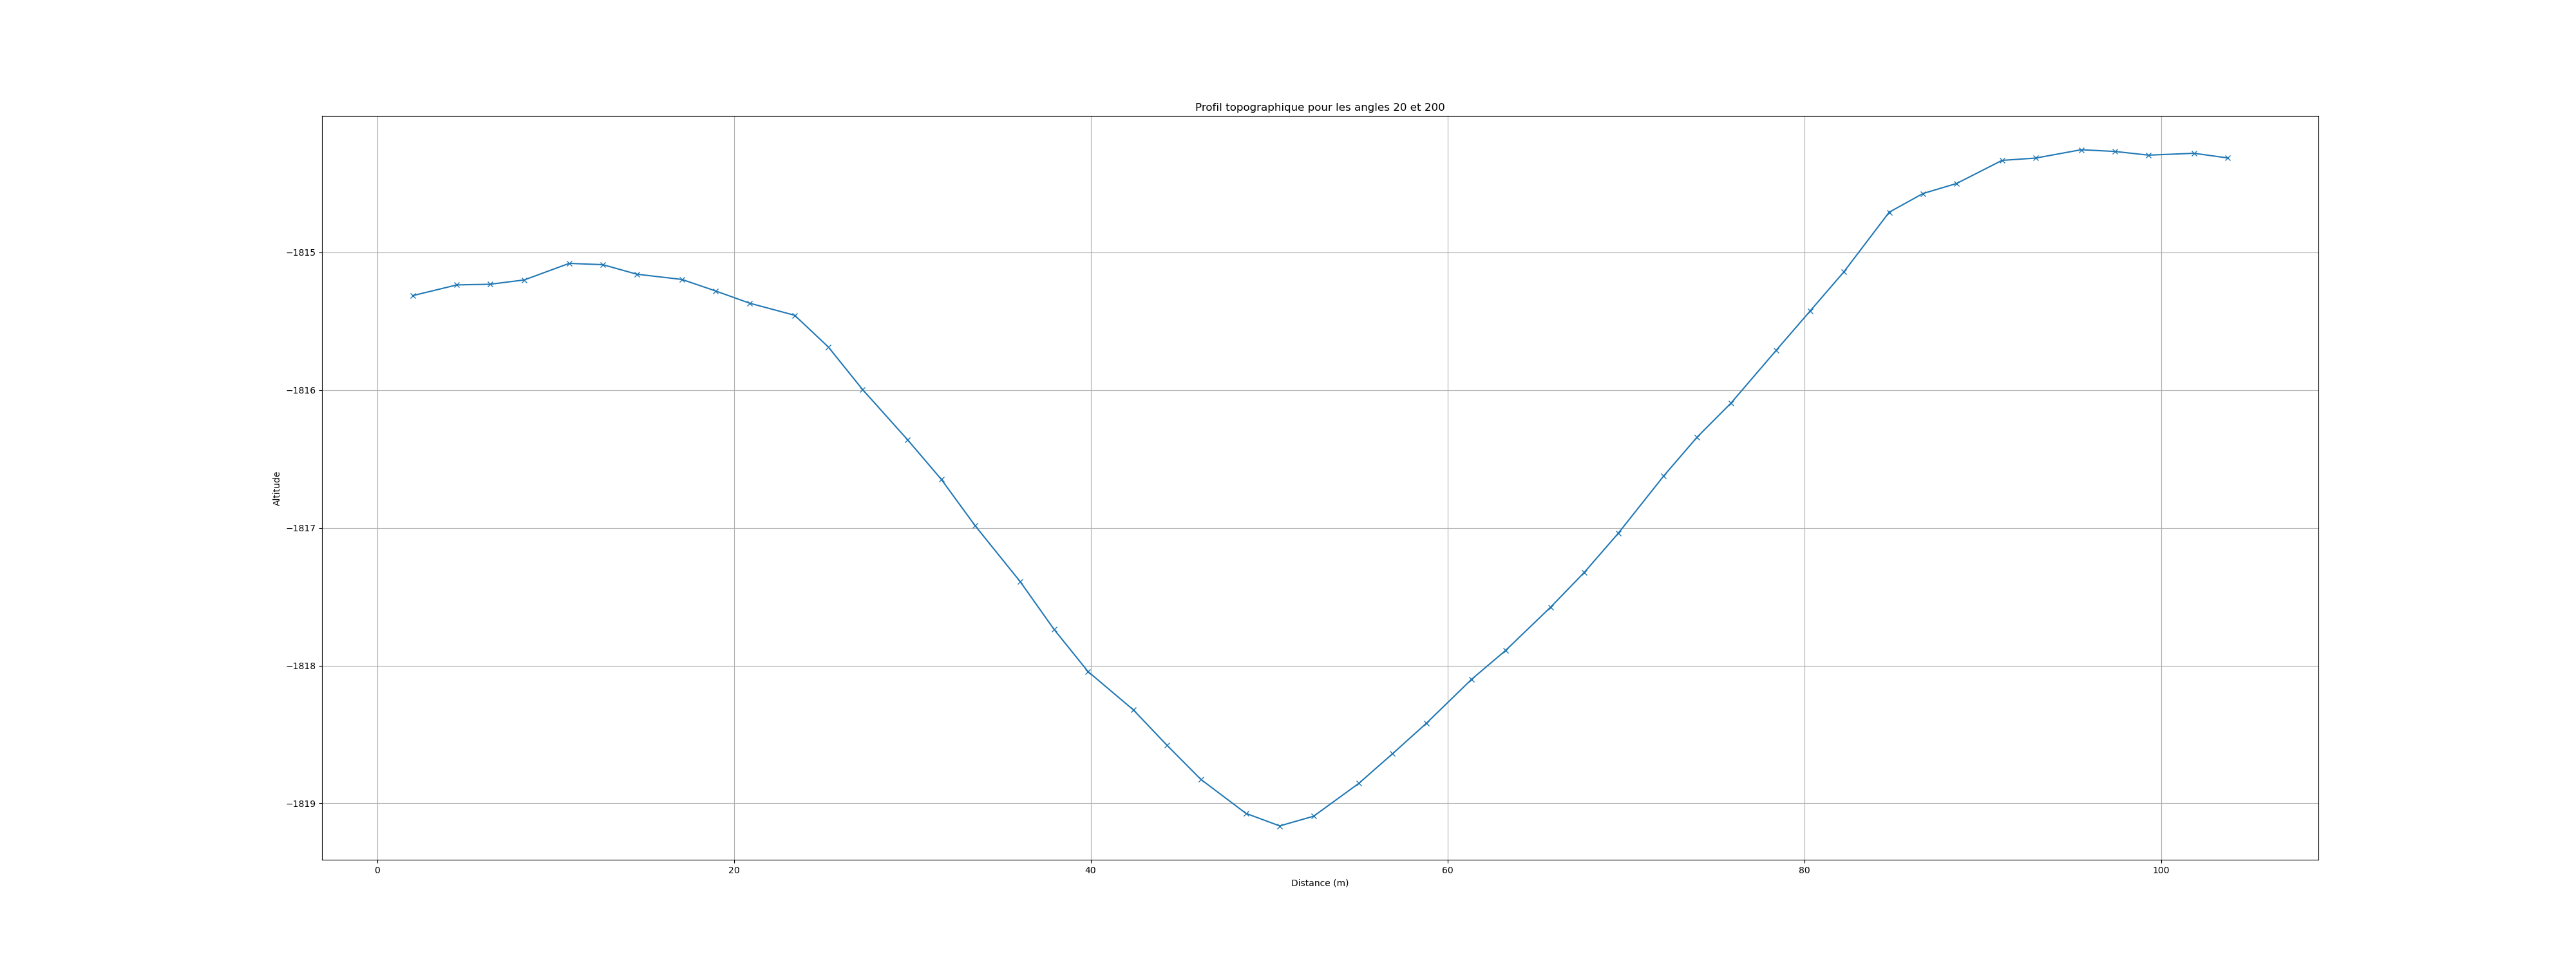 Profil topographique pour les angles 20 et 200
Altitude
−1815
−1816
−1817
−1818
−1819
0 20 40 60 80 100
Distance (m)